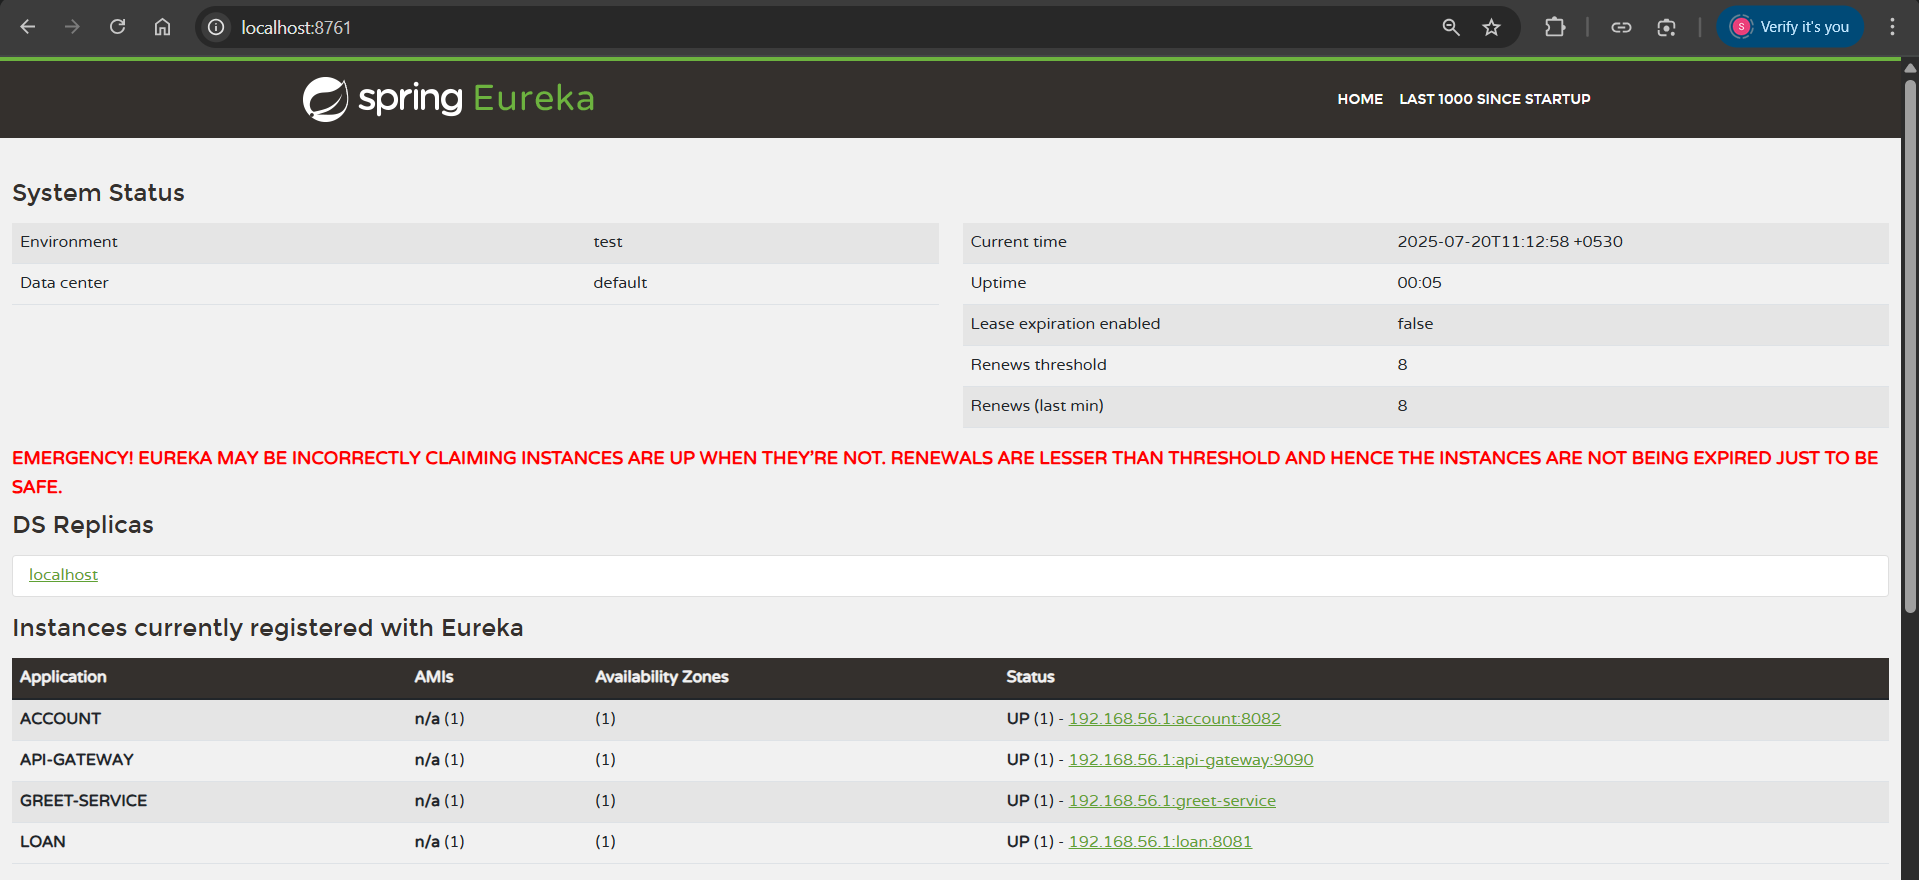 localhost:8761
S
Verify it's you
spring Eureka
HOME LAST 1000 SINCE STARTUP
System Status
Environment test
Data center default
Current time 2025-07-20T11:12:58 +0530
Uptime 00:05
Lease expiration enabled false
Renews threshold 8
Renews (last min) 8
EMERGENCY! EUREKA MAY BE INCORRECTLY CLAIMING INSTANCES ARE UP WHEN THEY'RE NOT. RENEWALS ARE LESSER THAN THRESHOLD AND HENCE THE INSTANCES ARE NOT BEING EXPIRED JUST TO BE
SAFE.
DS Replicas
localhost
Instances currently registered with Eureka
Application AMIs Availability Zones Status
ACCOUNT n/a (1) (1) UP (1) - 192.168.56.1:account:8082
API-GATEWAY n/a (1) (1) UP (1) - 192.168.56.1:api-gateway:9090
GREET-SERVICE n/a (1) (1) UP (1) - 192.168.56.1:greet-service
LOAN n/a (1) (1) UP (1) - 192.168.56.1:loan:8081